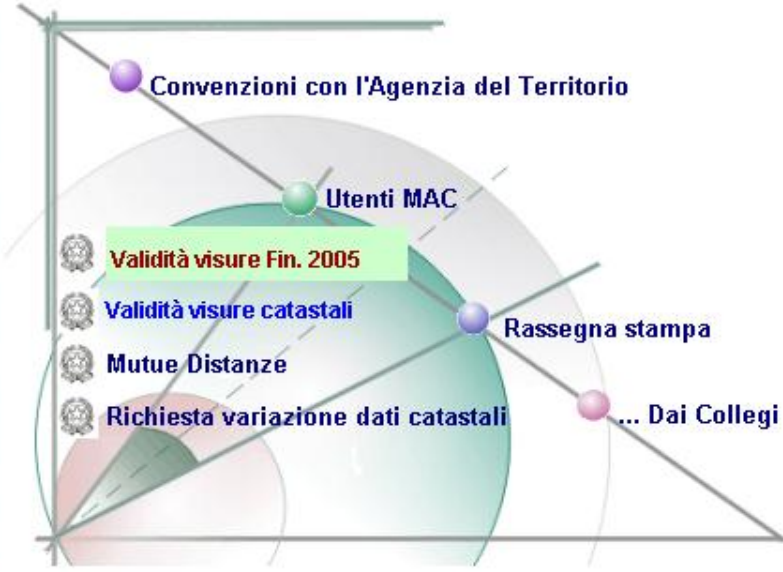 Convenzioni con l'Agenzia del Territorio
Utenti MAC
Validità visure Fin. 2005
Validità visure catastali
Rassegna stampa
Mutue Distanze
... Dai Collegi
Richiesta variazione dati catastali